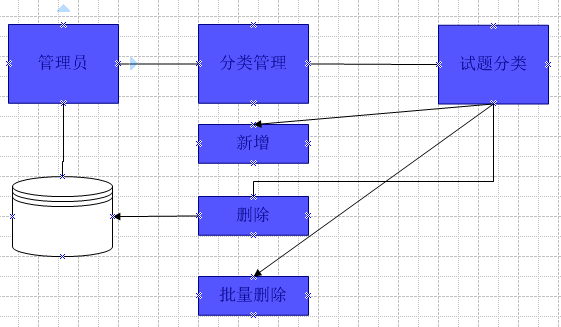 管理员
分类管理
试题分类
新增
删除
批量删除